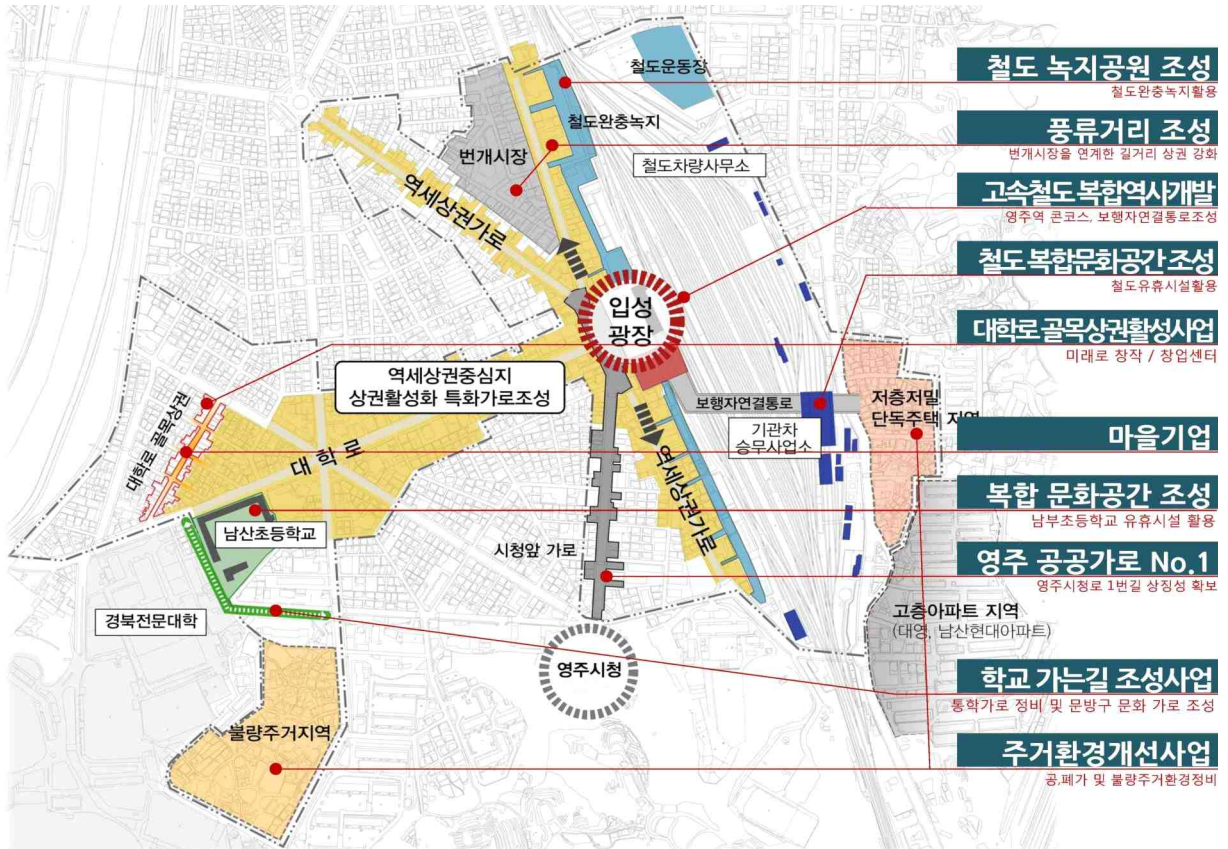 철도운동장
철도완충녹지
번개시장
철도차량사무소
역세상권가로
입성
광장
역세상권중심지
상권활성화 특화가로조성
보행자연결통로
저층저밀
단독주택 지역
기관차
승무사업소
대학로 골목상권
대학로
역세상권가로
남산초등학교
시청앞 가로
경북전문대학
고층아파트 지역
(대영, 남산현대아파트)
영주시청
불량주거지역
철도 녹지공원 조성
철도완충녹지활용
풍류거리 조성
번개시장을 연계한 길거리 상권 강화
고속철도 복합역사개발
영주역 콘코스, 보행자연결통로조성
철도 복합문화공간 조성
철도유휴시설활용
대학로 골목상권활성사업
미래로 창작 / 창업센터
마을기업
복합 문화공간 조성
남부초등학교 유휴시설 활용
영주 공공가로 No.1
영주시청로 1번길 상징성 확보
학교 가는길 조성사업
통학가로 정비 및 문방구 문화 가로 조성
주거환경개선사업
공,폐가 및 불량주거환경정비